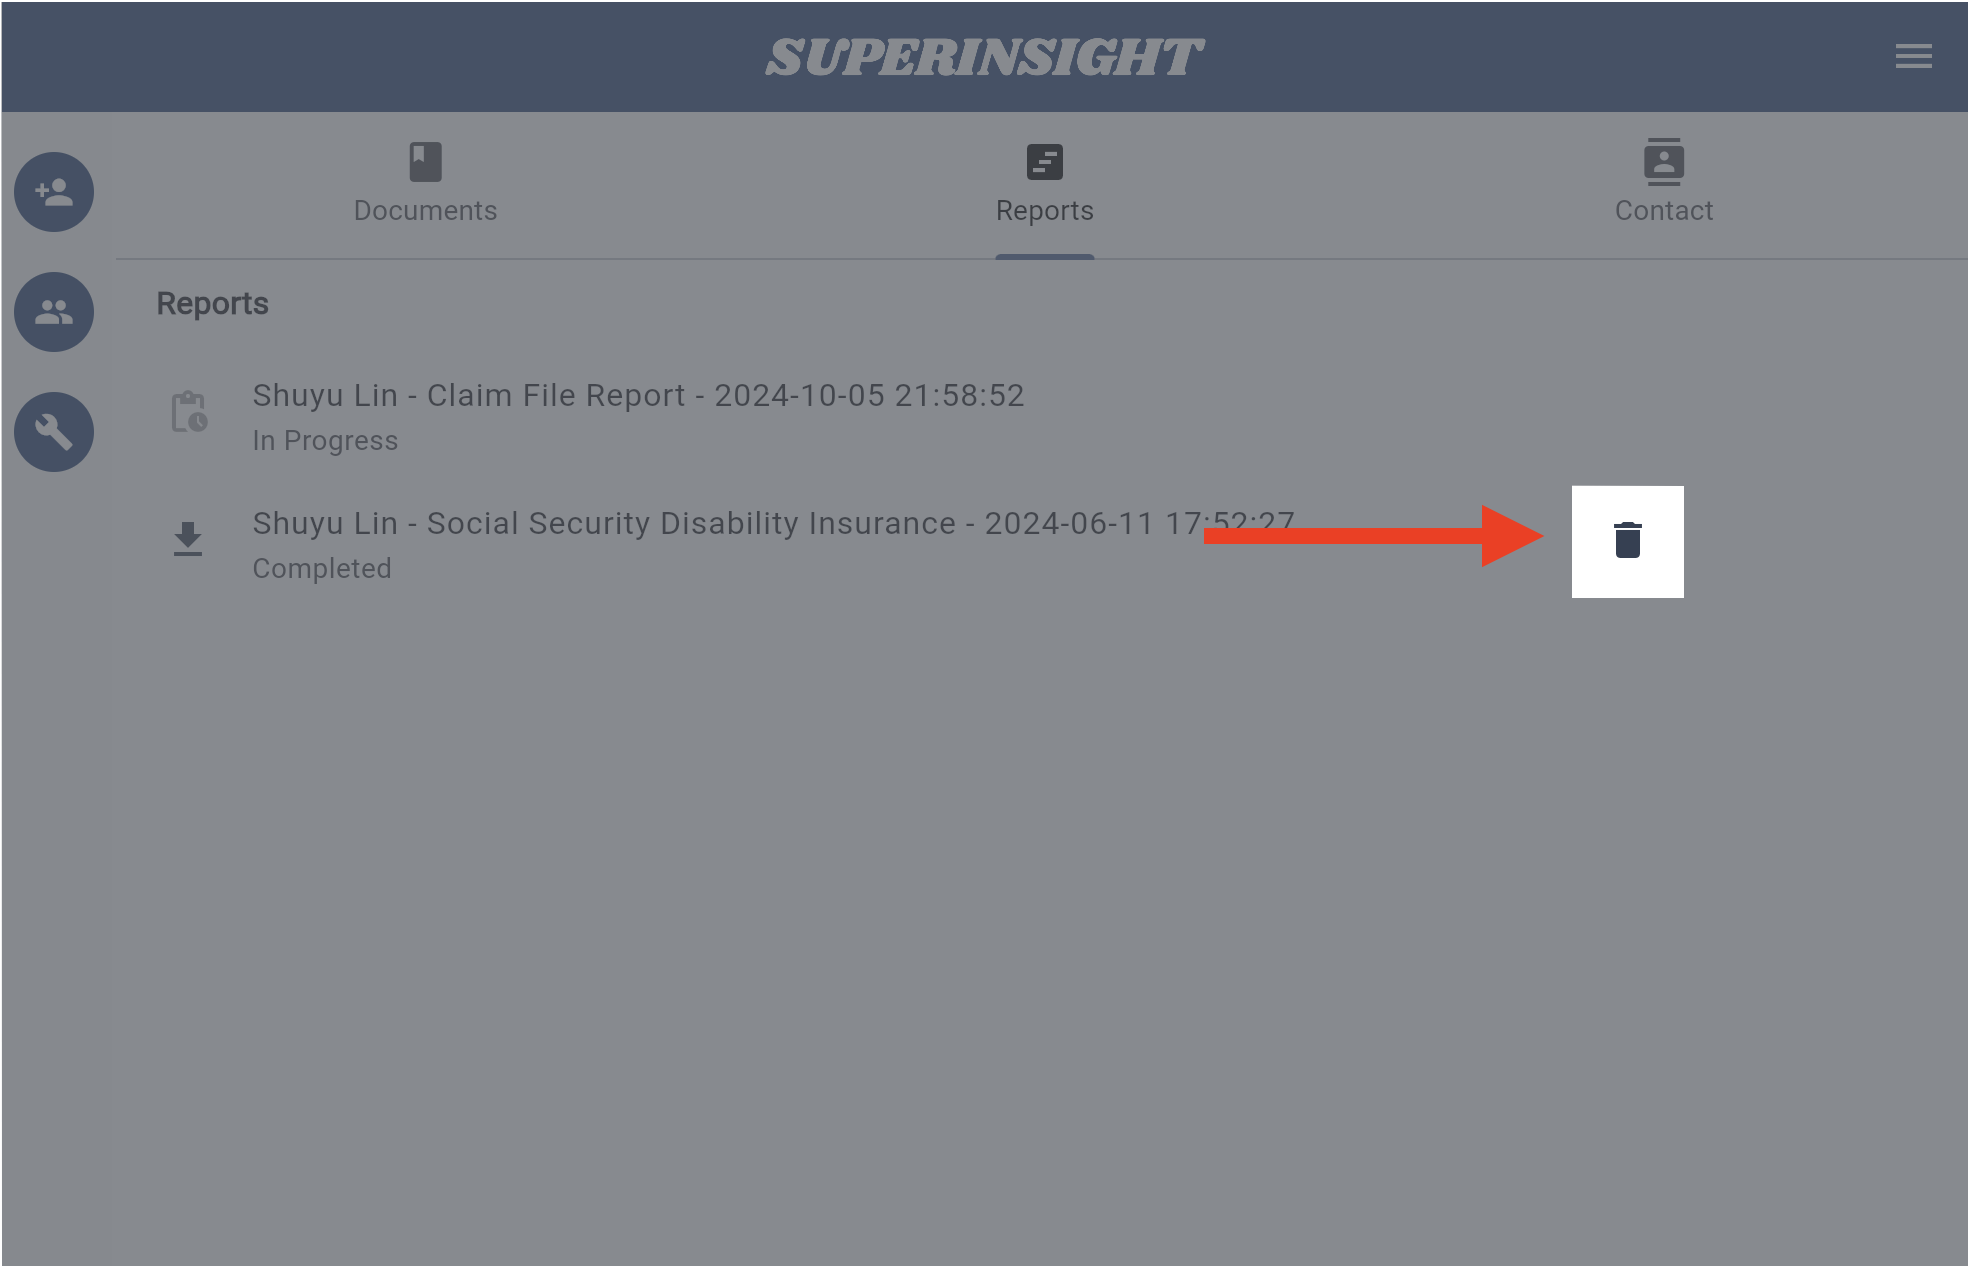 SUPERINSIGHT
Documents
Reports
Contact
Reports
Shuyu Lin - Claim File Report - 2024-10-05 21:58:52
In Progress
Shuyu Lin - Social Security Disability Insurance - 2024-06-11 17:52:27
Completed